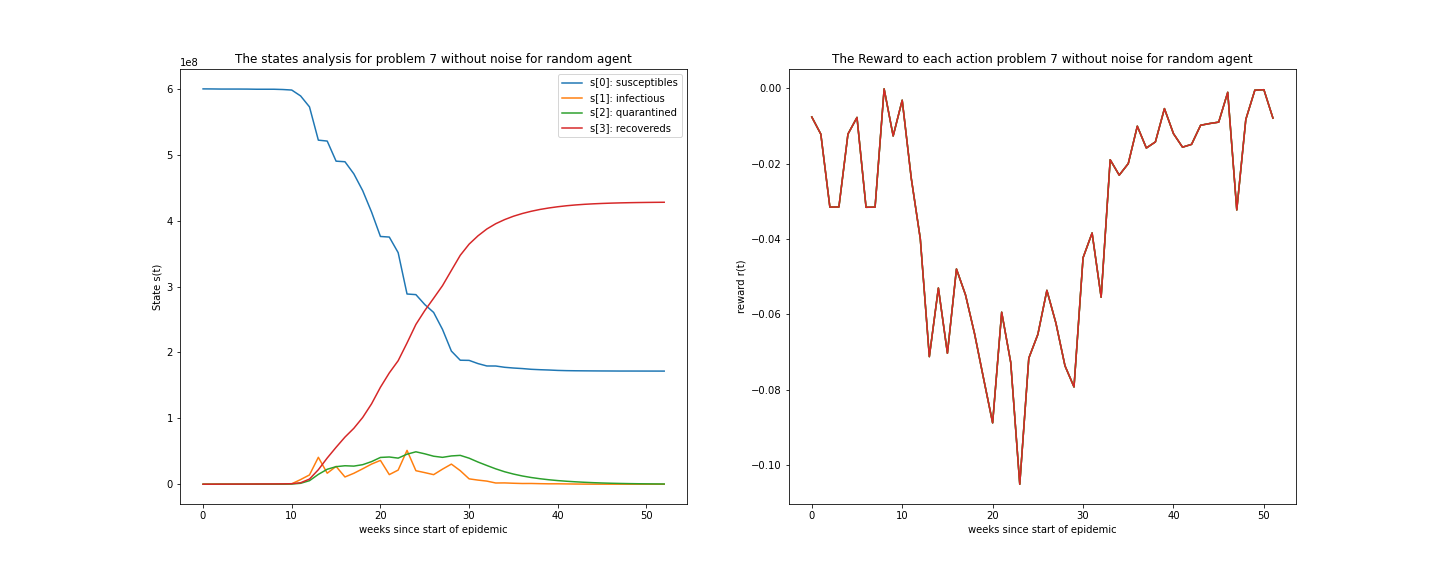 The states analysis for problem 7 without noise for random agent
1e8
6
5
4
3
2
1
0
State s(t)
s[0]: susceptibles
s[1]: infectious
s[2]: quarantined
s[3]: recovereds
0 10 20 30 40 50
weeks since start of epidemic
The Reward to each action problem 7 without noise for random agent
0.00
−0.02
−0.04
−0.06
−0.08
−0.10
reward r(t)
0 10 20 30 40 50
weeks since start of epidemic